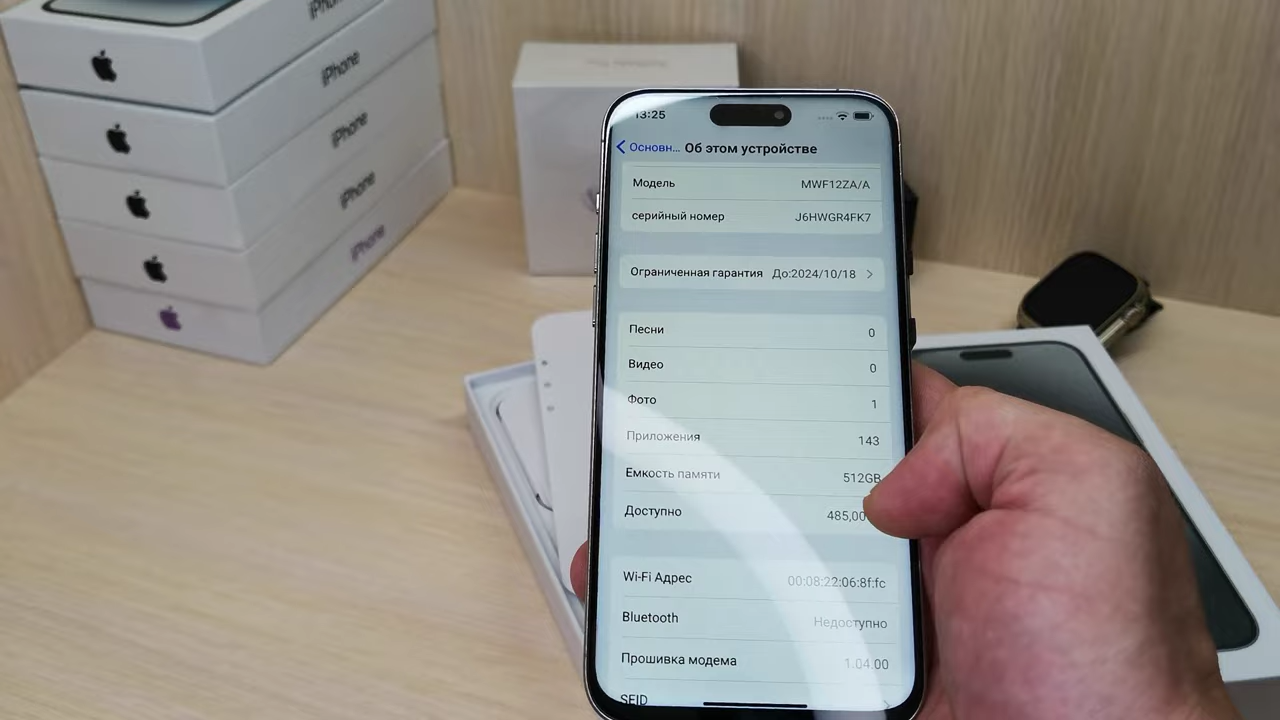 iPhone
iPhone
iPhone
iPhone
iPhone
13:25
Основн... Об этом устройстве
Модель MWF12ZA/A
серийный номер J6HWGR4FK7
Ограниченная гарантия До:2024/10/18
Песни 0
Видео 0
Фото 1
Приложения 143
Емкость памяти 512GB
Доступно 485,00
Wi-Fi Адрес 00:08:22:06:8f:fc
Bluetooth Недоступно
Прошивка модема 1.04.00
SEID